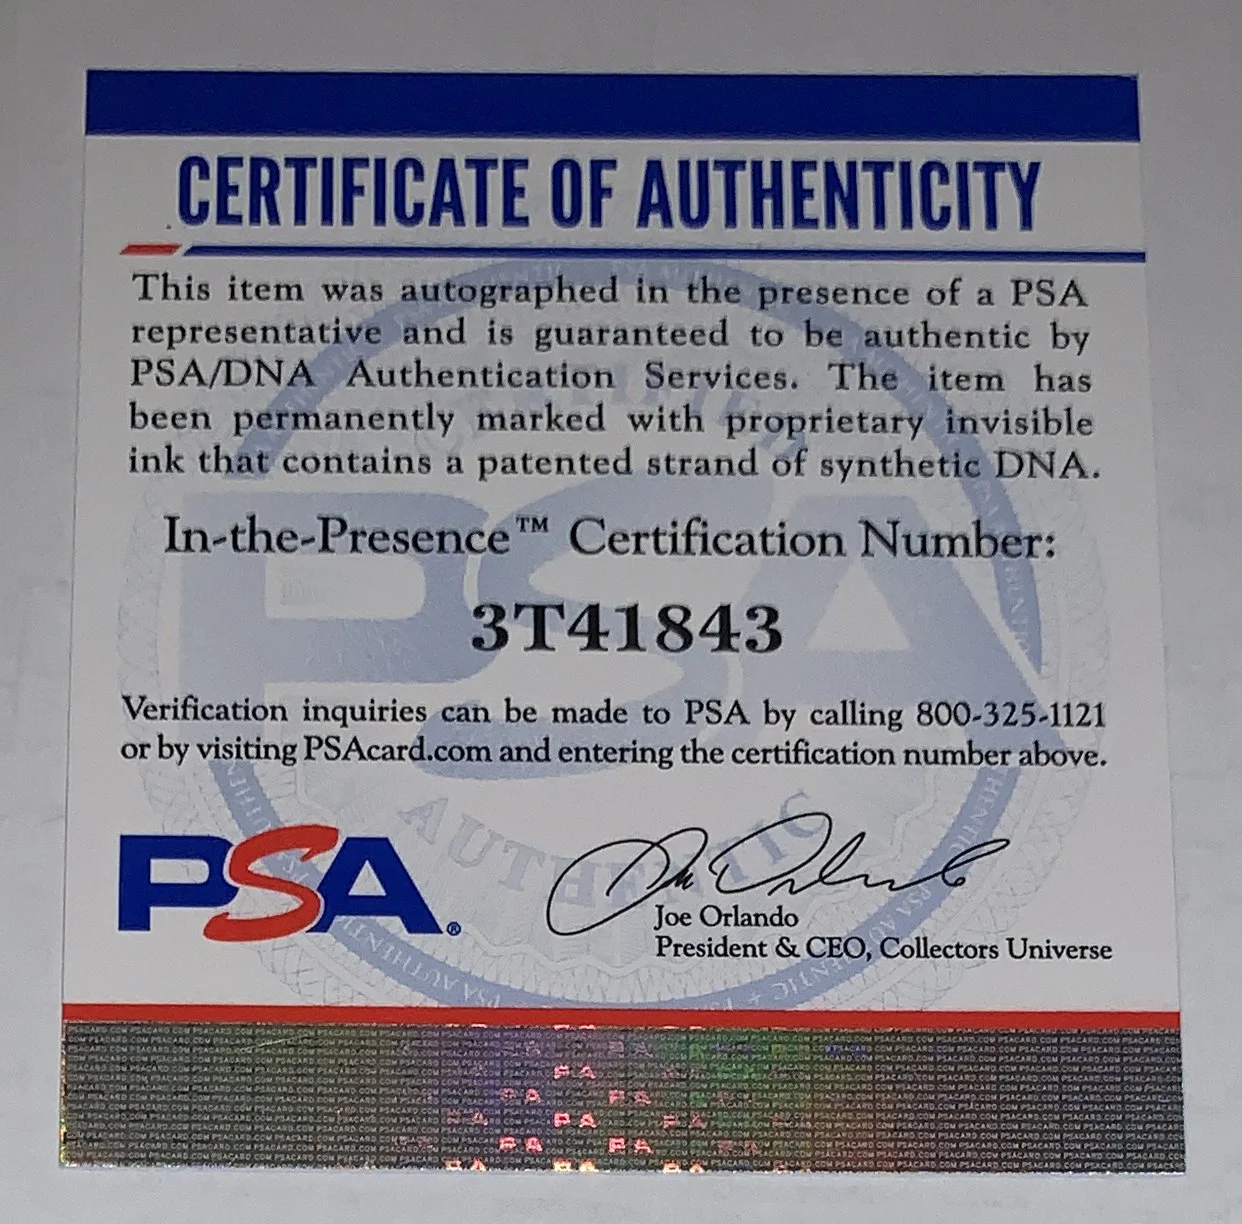 CERTIFICATE OF AUTHENTICITY
This item was autographed in the presence of a PSA
representative and is guaranteed to be authentic by
PSA/DNA Authentication Services. The item has
been permanently marked with proprietary invisible
ink that contains a patented strand of synthetic DNA.
In-the-Presence™ Certification Number:
3T41843
Verification inquiries can be made to PSA by calling 800-325-1121
or by visiting PSAcard.com and entering the certification number above.
PSA®
Joe Orlando
President & CEO, Collectors Universe
PSA
AUTHENTIC
PSACARD.COM